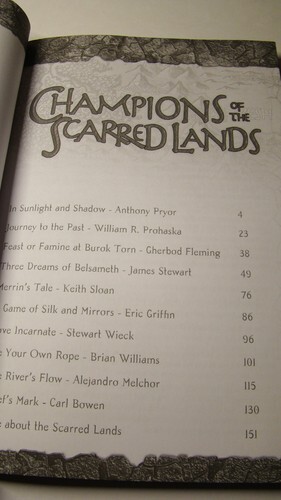 CHAMPIONS OF THE
SCARRED LANDS
In Sunlight and Shadow - Anthony Pryor 4
Journey to the Past - William R. Prohaska 23
Feast or Famine at Burok Torn - Gherbod Fleming 38
Three Dreams of Belsameth - James Stewart 49
Merrin's Tale - Keith Sloan 76
Game of Silk and Mirrors - Eric Griffin 86
Incarnate - Stewart Wieck 96
Your Own Rope - Brian Williams 101
River's Flow - Alejandro Melchor 115
Mark - Carl Bowen 130
about the Scarred Lands 151